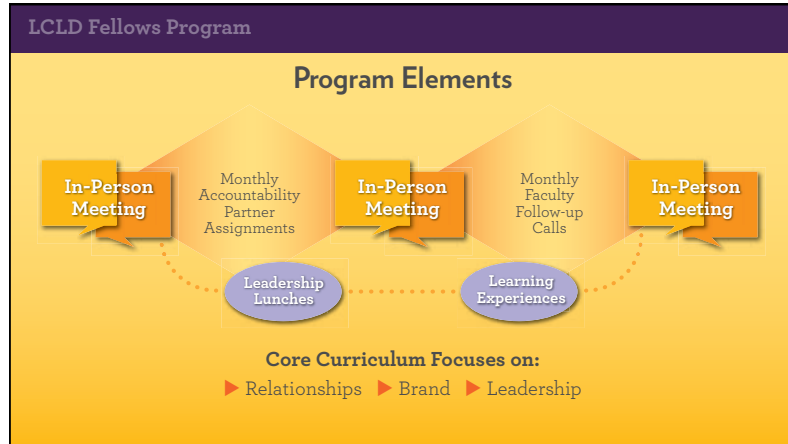 LCLD Fellows Program
Program Elements
In-Person
Meeting
Monthly
Accountability
Partner
Assignments
In-Person
Meeting
Monthly
Faculty
Follow-up
Calls
In-Person
Meeting
Leadership
Lunches
Learning
Experiences
Core Curriculum Focuses on:
▶ Relationships ▶ Brand ▶ Leadership